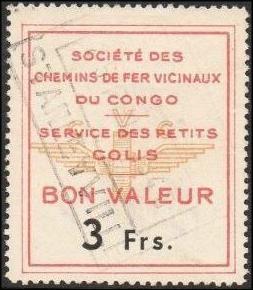 SOCIÉTÉ DES
CHEMINS DE FER VICINAUX
DU CONGO
SERVICE DES PETITS
COLIS
BON VALEUR
3 Frs.